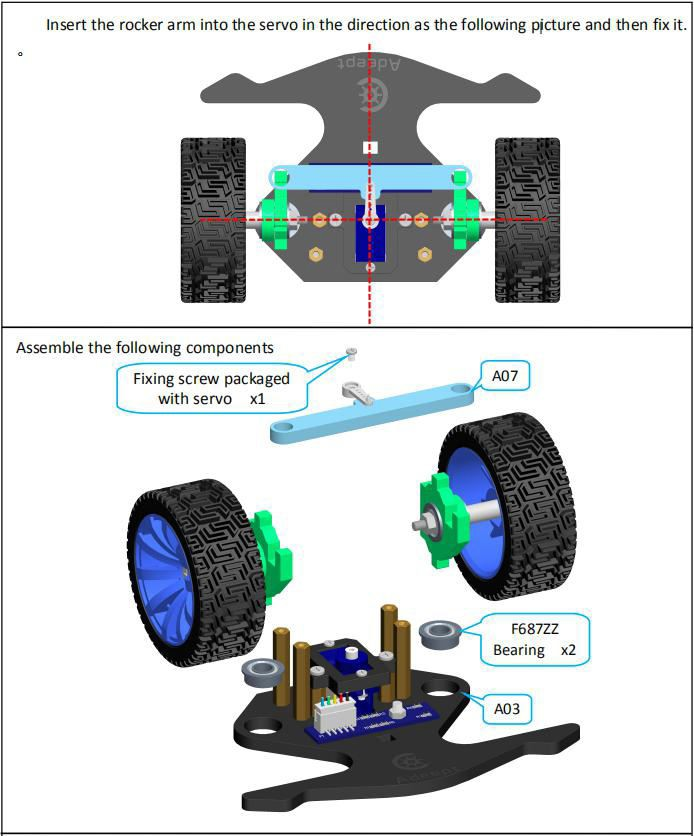 Insert the rocker arm into the servo in the direction as the following picture and then fix it.
。
Adeept
Assemble the following components
Fixing screw packaged
with servo x1
A07
F687ZZ
Bearing x2
A03
Adeept